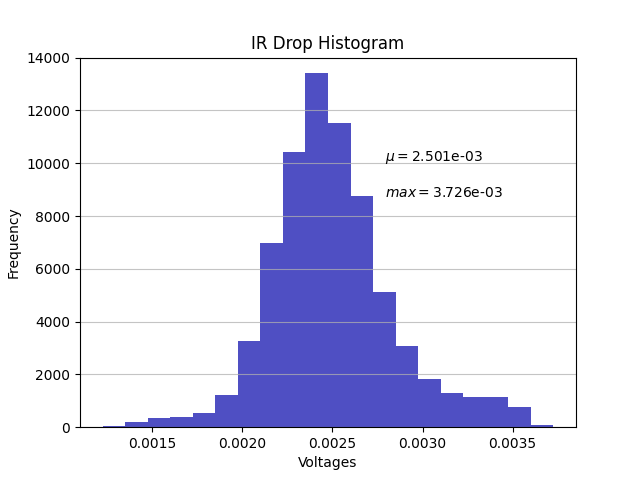 IR Drop Histogram
14000
12000
10000
8000
6000
4000
2000
0
Frequency
μ = 2.501e-03
max = 3.726e-03
0.0015 0.0020 0.0025 0.0030 0.0035
Voltages